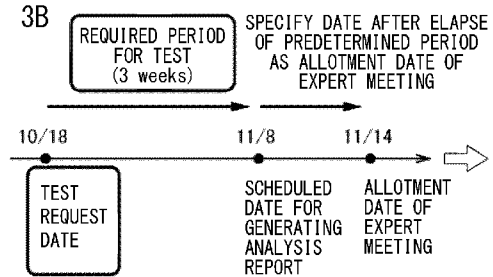 3B
REQUIRED PERIOD
FOR TEST
(3 weeks)
SPECIFY DATE AFTER ELAPSE
OF PREDETERMINED PERIOD
AS ALLOTMENT DATE OF
EXPERT MEETING
10/18
11/8
11/14
TEST
REQUEST
DATE
SCHEDULED
DATE FOR
GENERATING
ANALYSIS
REPORT
ALLOTMENT
DATE OF
EXPERT
MEETING